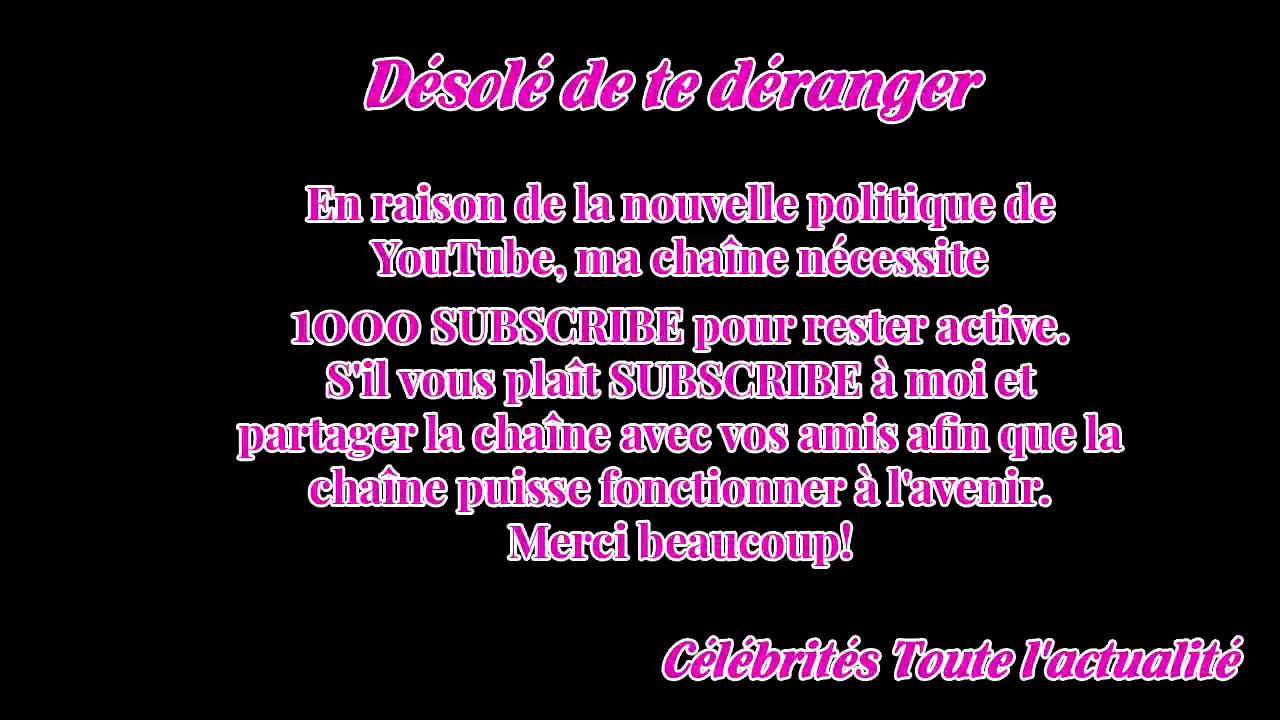 Désolé de te déranger
En raison de la nouvelle politique de
YouTube, ma chaîne nécessite
1000 SUBSCRIBE pour rester active.
S'il vous plaît SUBSCRIBE à moi et
partager la chaîne avec vos amis afin que la
chaîne puisse fonctionner à l'avenir.
Merci beaucoup!
Célébrités Toute l'actualité